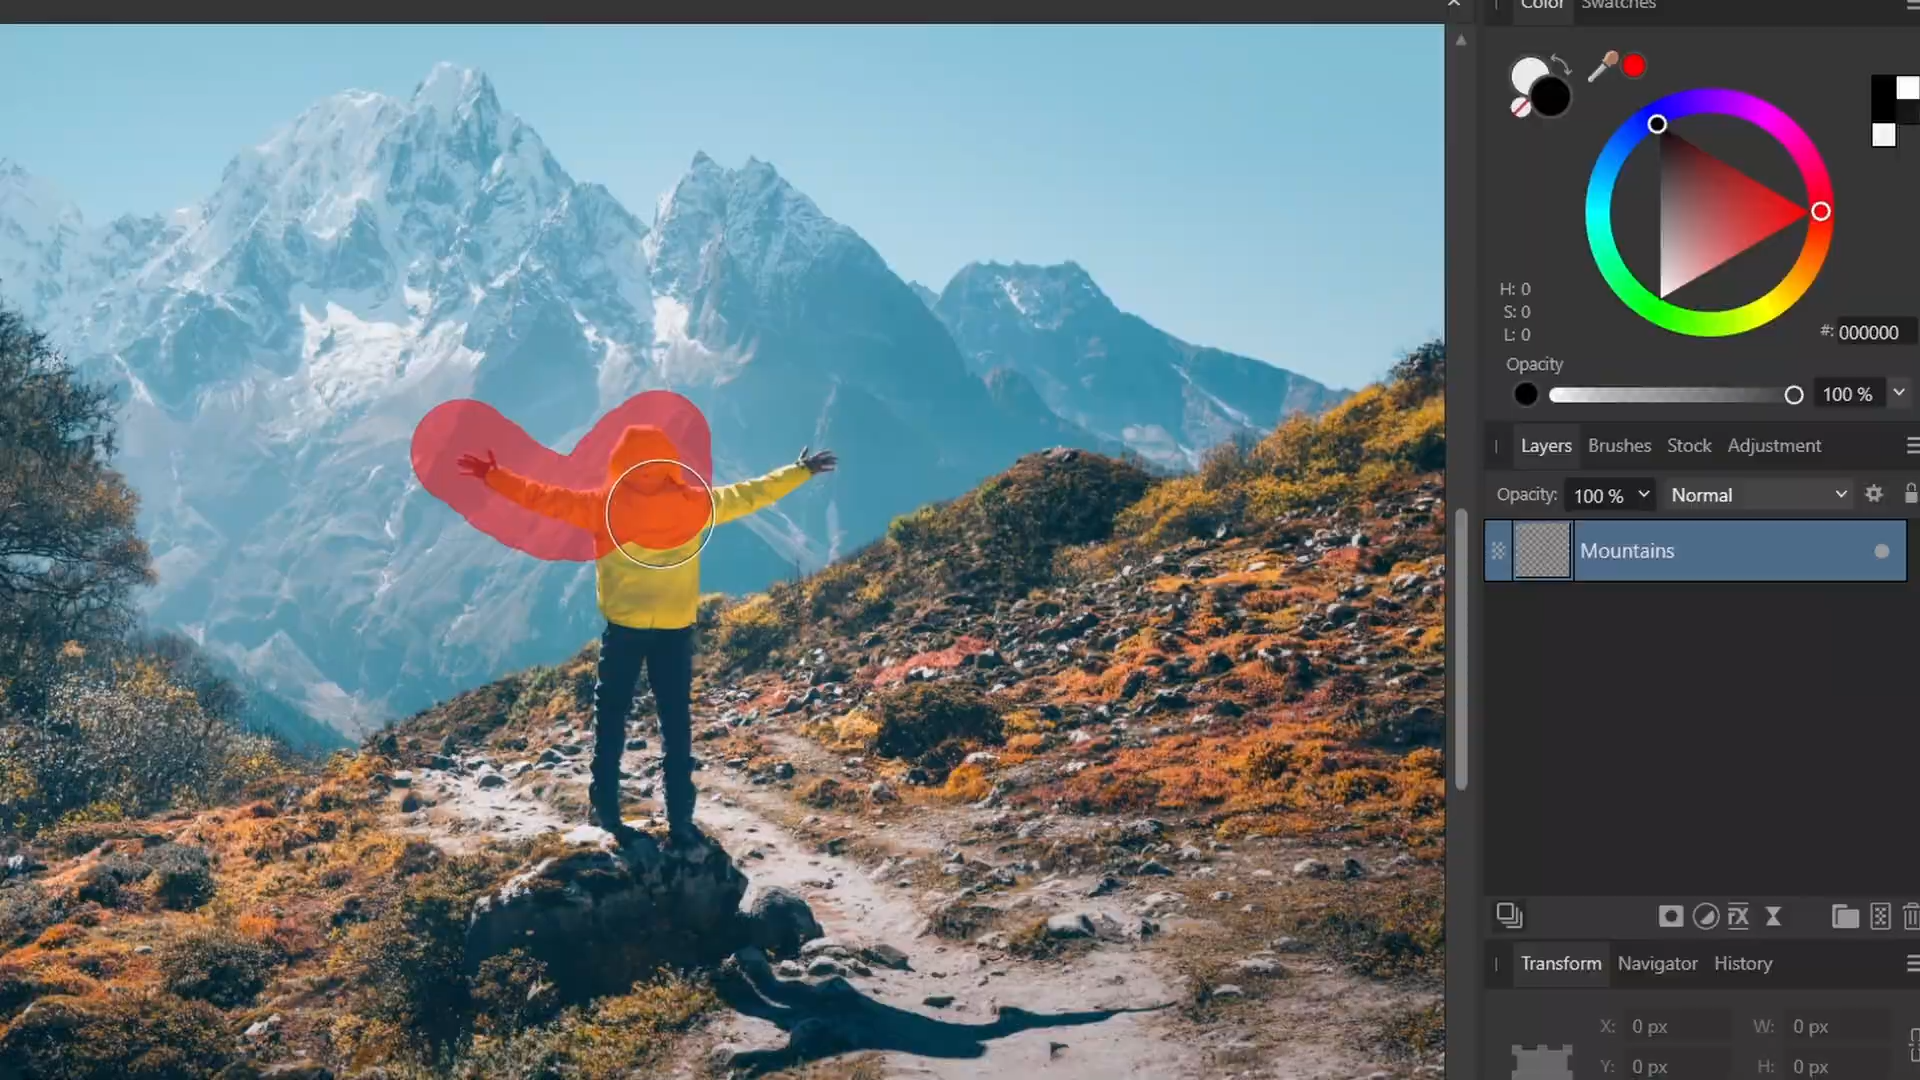 Color Swatches
H: 0
S: 0
L: 0
#: 000000
Opacity
100 %
Layers Brushes Stock Adjustment
Opacity: 100 % Normal
Mountains
FX
Transform Navigator History
X: 0 px W: 0 px
Y: 0 px H: 0 px